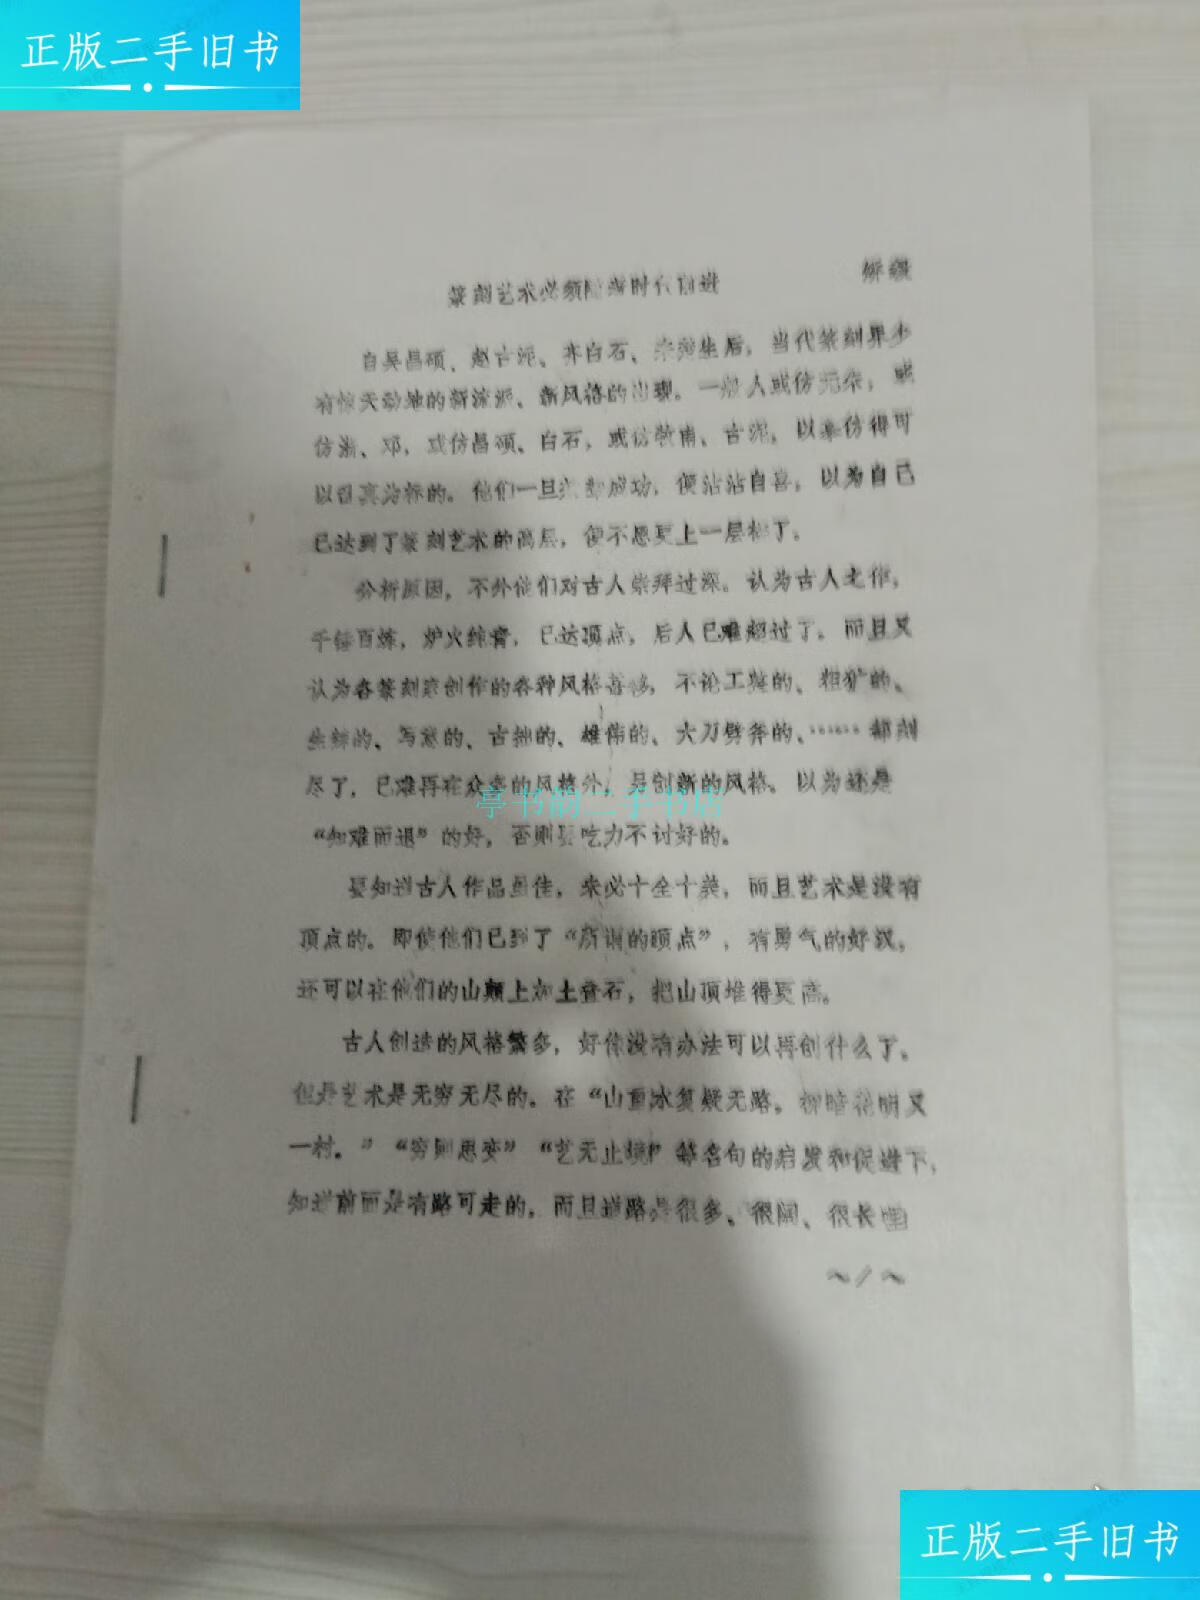 正版二手旧书
篆刻艺术必须随着时代前进
自吴昌硕、赵古泥、齐白石、来楚生后，当代篆刻界少
有惊天动地的新流派、新风格的出现。一般人或仿元朱，或
仿浙、邓，或仿昌硕、白石，或仿牧甫、古泥，以摹仿得可
以留真为标的。他们一旦成功，便沾沾自喜，以为自己
已达到了篆刻艺术的高层，便不愿更上一层楼了。
分析原因，不外他们对古人崇拜过深。认为古人之作，
千锤百炼，炉火纯青，已达顶点，后人已难超过了。而且又
认为各篆刻家创作的各种风格甚多，不论工整的、粗犷的、
的、写意的、古拙的、雄伟的、大刀劈斧的、……都刻
尽了，已难再在众多的风格外，另创新的风格。以为还是
“知难而退”的好，否则是吃力不讨好的。
要知道古人作品虽佳，未必十全十美，而且艺术是没有
顶点的。即使他们已到了“所谓的顶点”，有勇气的好汉，
还可以在他们的山颠上加土叠石，把山顶堆得更高。
古人创造的风格繁多，好像没有办法可以再创什么了。
但是艺术是无穷无尽的。在“山重水复疑无路，柳暗花明又
一村。”“穷则思变”“艺无止境”等名句的启发和促进下，
知道前面是有路可走的，而且道路是很多、很阔、很长哩
~/~
亭书韵二手书店
正版二手旧书